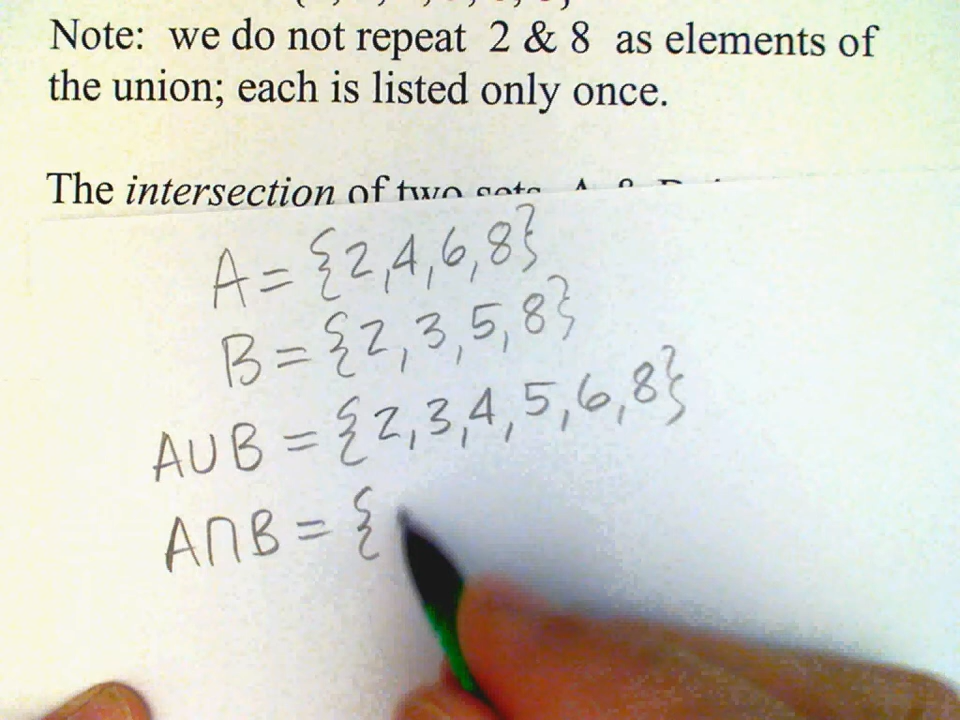 Note: we do not repeat 2 & 8 as elements of
the union; each is listed only once.
The intersection of two sets, A & B
A = {2,4,6,8}
B = {2,3,5,8}
A∪B = {2,3,4,5,6,8}
A∩B = {